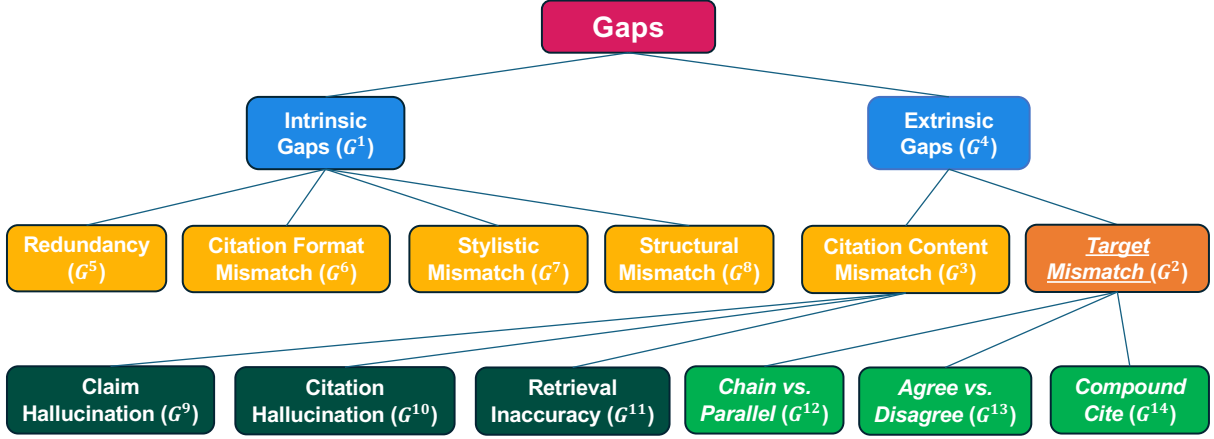 Gaps
Intrinsic
Gaps (G¹)
Extrinsic
Gaps (G⁴)
Redundancy
(G⁵)
Citation Format
Mismatch (G⁶)
Stylistic
Mismatch (G⁷)
Structural
Mismatch (G⁸)
Citation Content
Mismatch (G³)
Target
Mismatch (G²)
Claim
Hallucination (G⁹)
Citation
Hallucination (G¹⁰)
Retrieval
Inaccuracy (G¹¹)
Chain vs.
Parallel (G¹²)
Agree vs.
Disagree (G¹³)
Compound
Cite (G¹⁴)